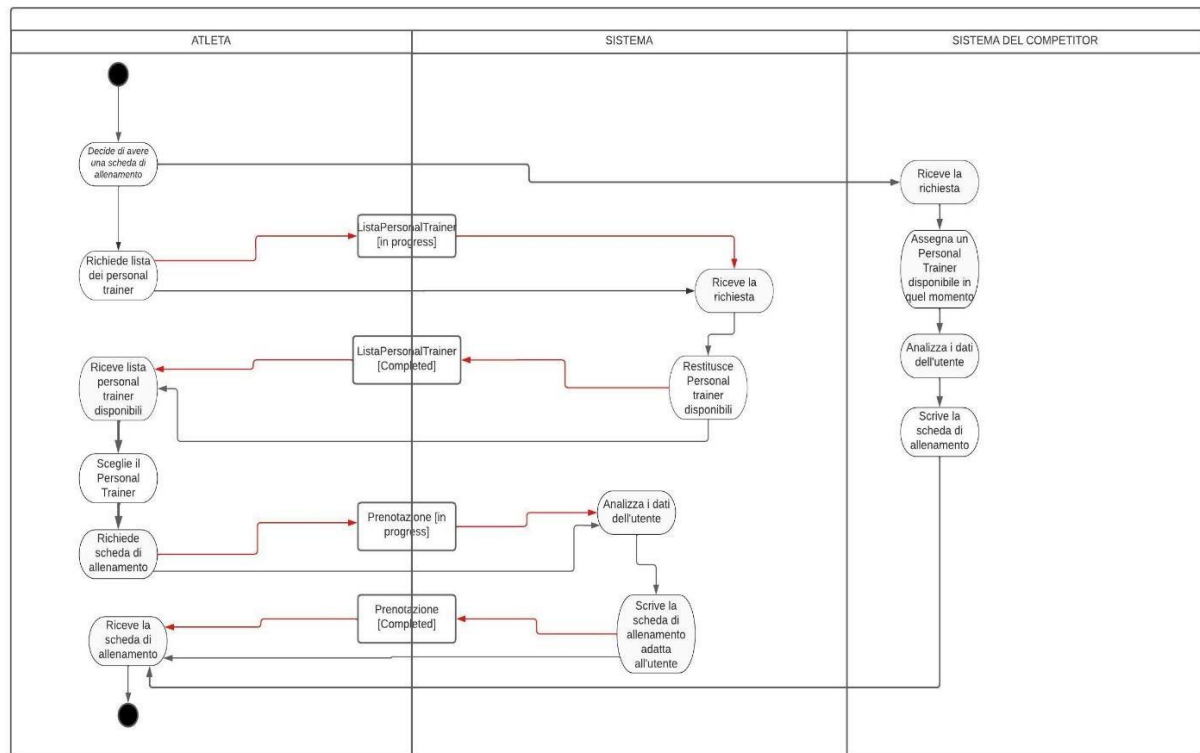 ATLETA
SISTEMA
SISTEMA DEL COMPETITOR
Decide di avere
una scheda di
allenamento
Riceve la
richiesta
ListaPersonalTrainer
[in progress]
Assegna un
Personal
Trainer
disponibile in
quel momento
Richiede lista
dei personal
trainer
Riceve la
richiesta
ListaPersonalTrainer
[Completed]
Analizza i dati
dell'utente
Riceve lista
personal
trainer
disponibili
Restitusce
Personal
trainer
disponibili
Scrive la
scheda di
allenamento
Sceglie il
Personal
Trainer
Prenotazione [in
progress]
Analizza i dati
dell'utente
Richiede
scheda di
allenamento
Prenotazione
[Completed]
Scrive la
scheda di
allenamento
adatta
all'utente
Riceve la
scheda di
allenamento